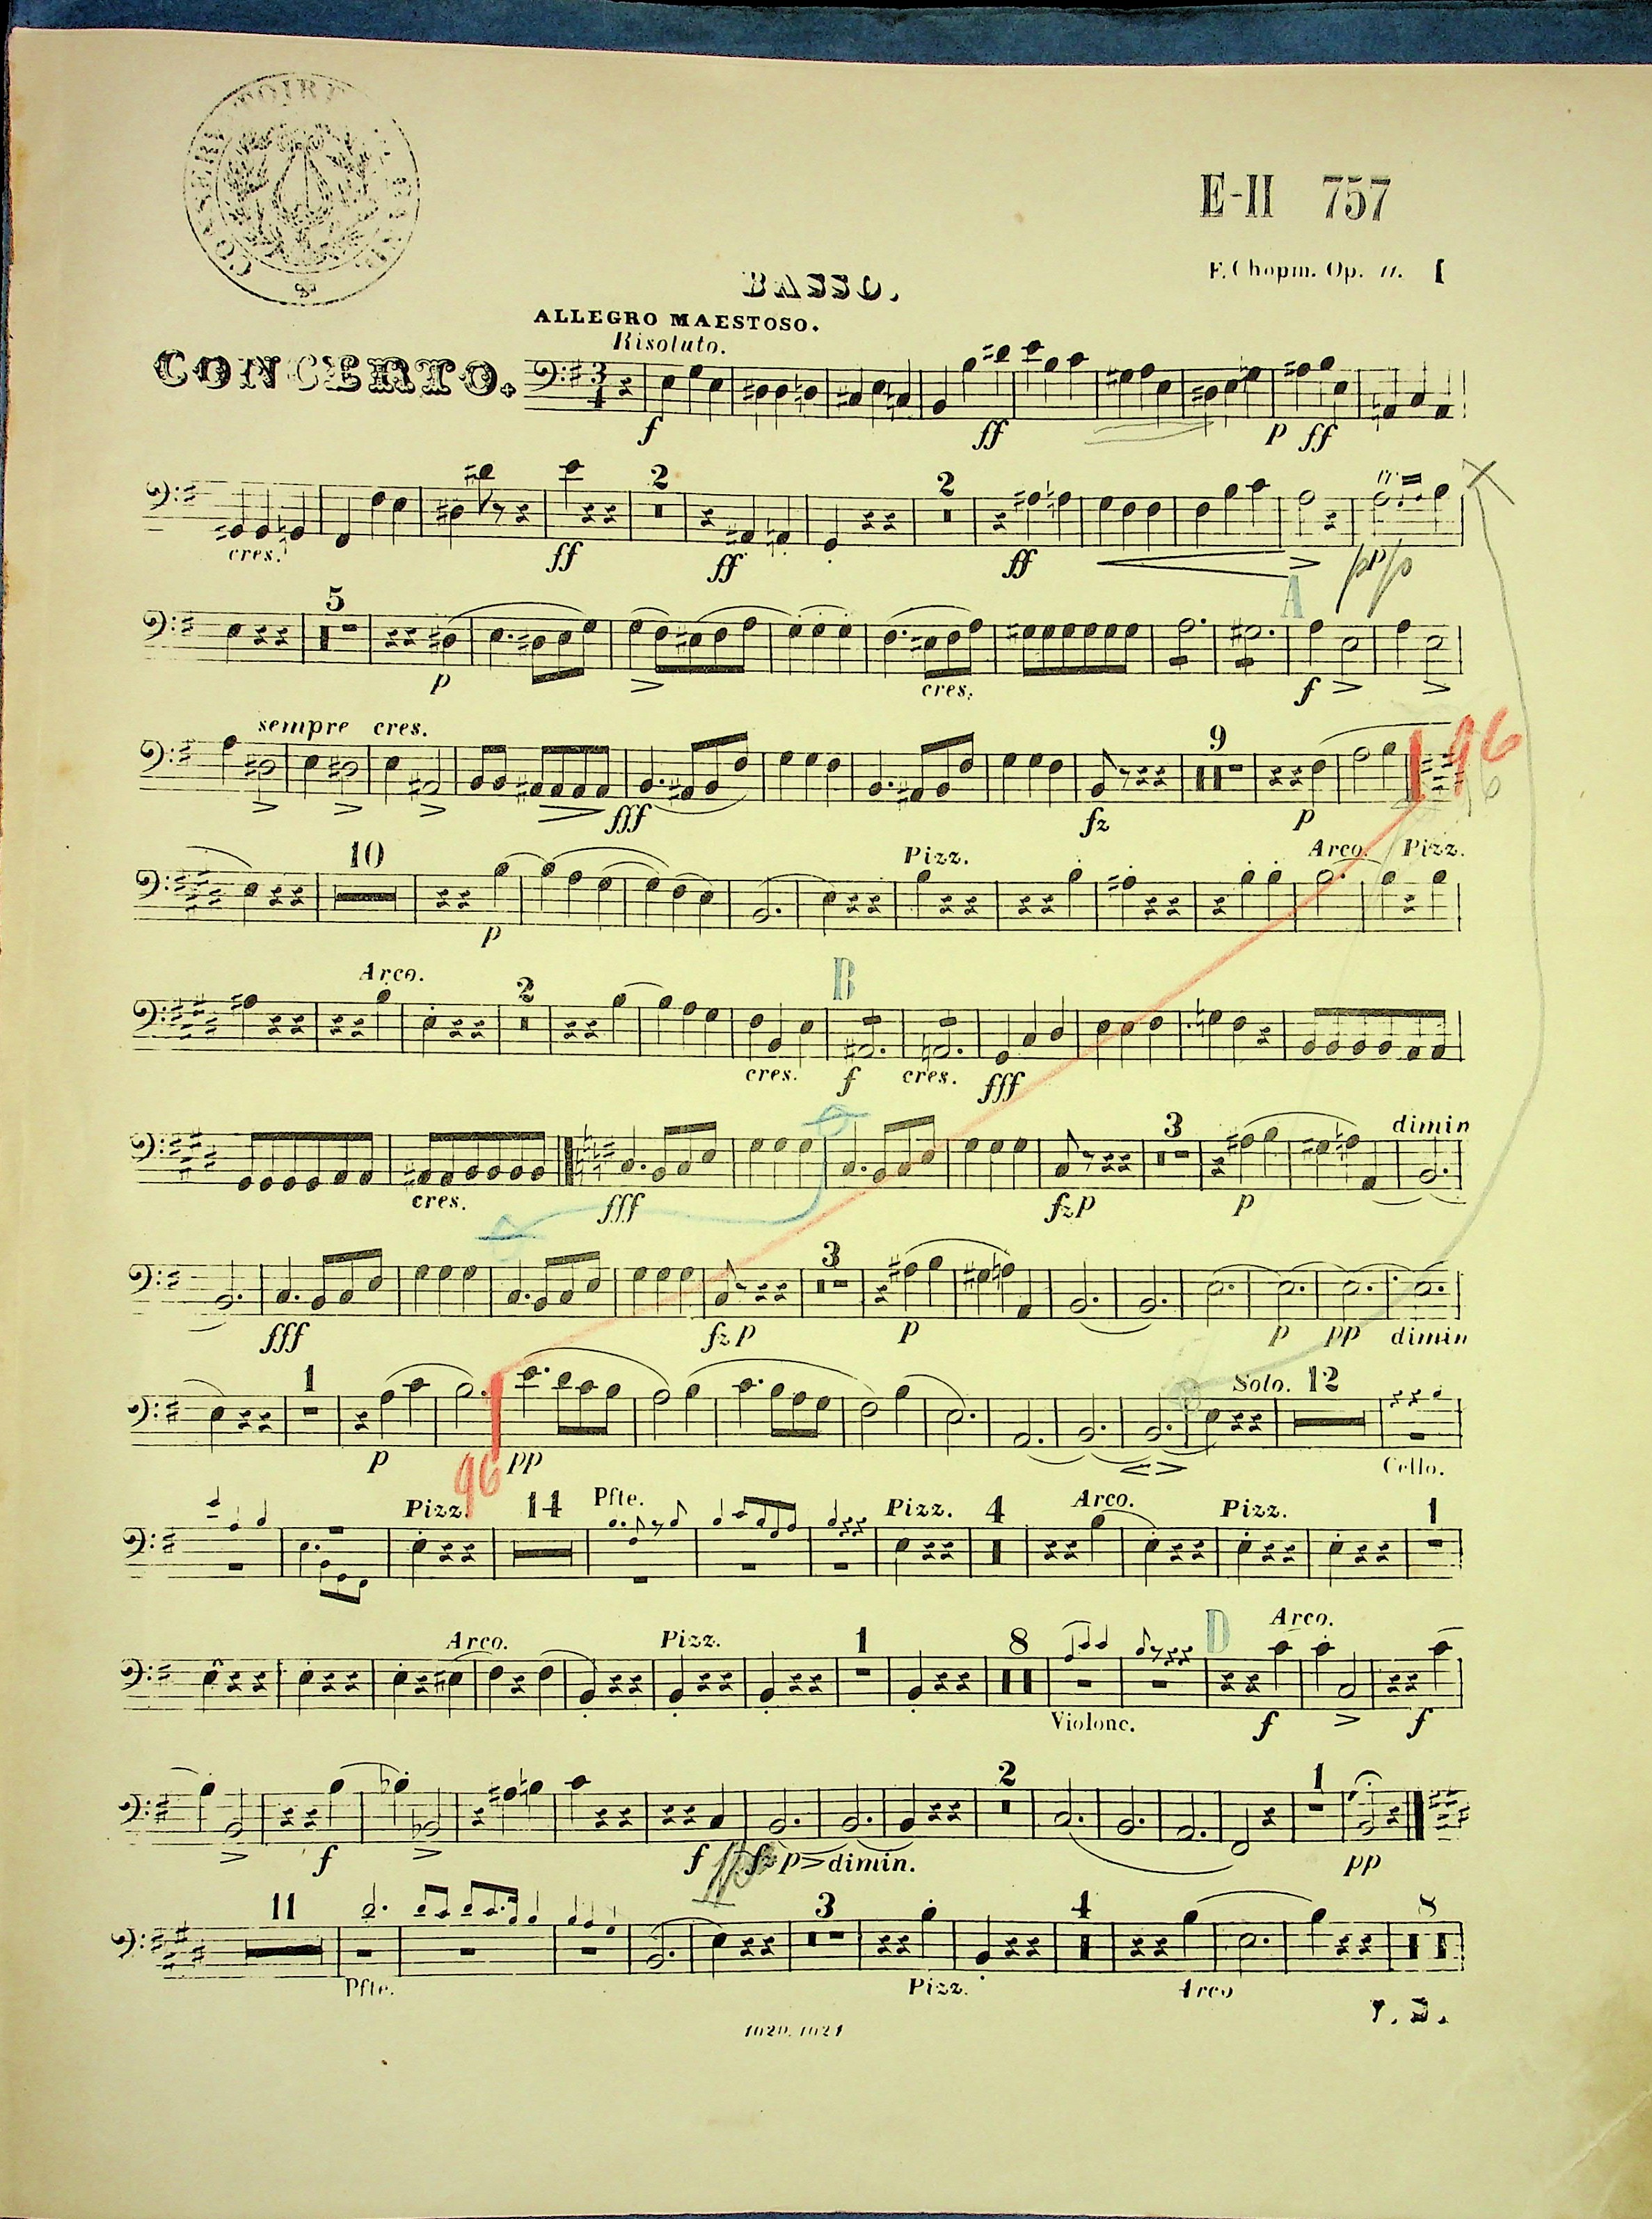 E-II 757
F. Chopin. Op. 11. 1
BASSO.
ALLEGRO MAESTOSO.
Risoluto.
CONCERTO.
f ff p ff
2 2
cres. ff ff ff pp
5 A
p cres. f
sempre cres. 9 96
fff fz p
10 Pizz. Arco. Pizz.
p
Arco. 2 B
cres. f cres. fff
3 dimin
cres. fff fz p p
3
fff fz p p p pp dimin
1 Solo. 12
p 96 pp Cello.
Pizz. 14 Pfte. Pizz. 4 Arco. Pizz. 1
Arco. Pizz. 1 8 D Arco.
Violonc. f f
2 1
f f fz p dimin. pp
11 3 4 8
Pfte. Pizz. Arco
1020. 1021